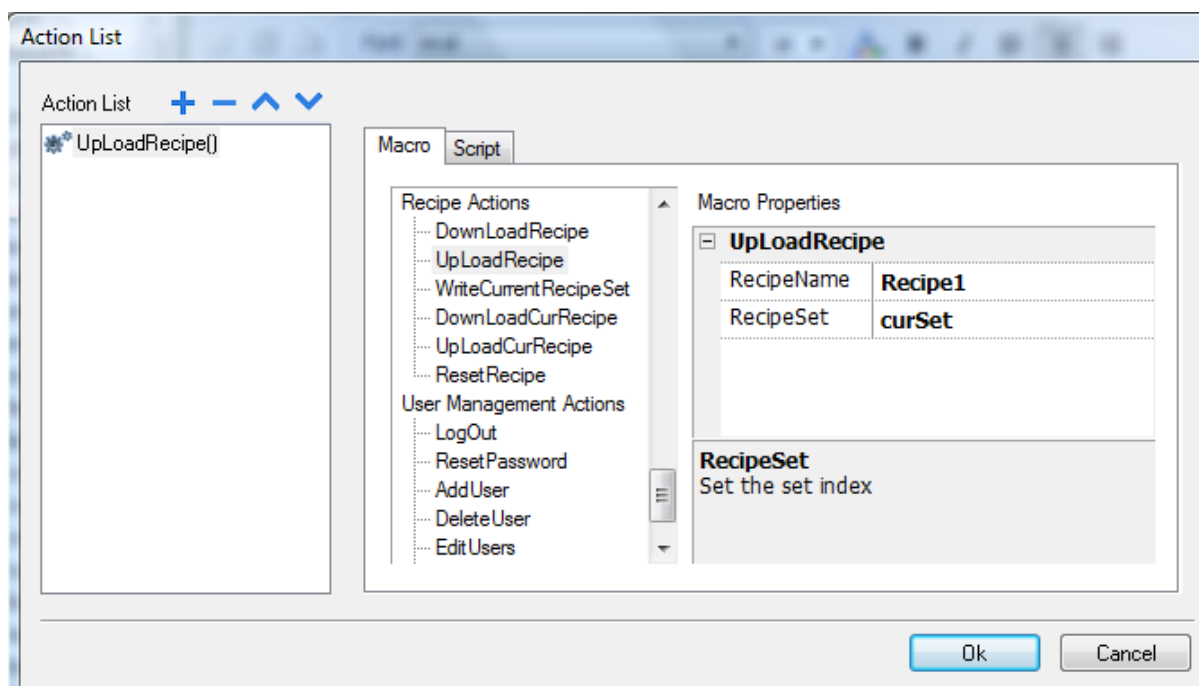 Action List
Action List
UpLoadRecipe()
Macro
Script
Recipe Actions
DownLoadRecipe
UpLoadRecipe
WriteCurrentRecipeSet
DownLoadCurRecipe
UpLoadCurRecipe
ResetRecipe
User Management Actions
LogOut
ResetPassword
AddUser
DeleteUser
EditUsers
Macro Properties
UpLoadRecipe
RecipeName Recipe1
RecipeSet curSet
RecipeSet
Set the set index
Ok
Cancel